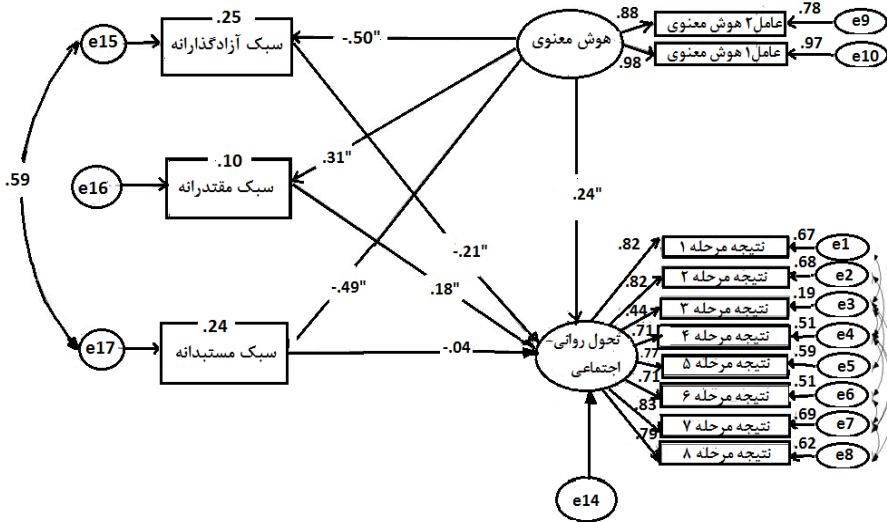 .25
e15
سبک آزادگذارانه
-.50"
هوش معنوی
.88
عامل۲ هوش معنوی
.78
e9
.98
عامل۱ هوش معنوی
.97
e10
.59
.10
e16
سبک مقتدرانه
.31"
.24"
-.21"
.18"
-.49"
.24
e17
سبک مستبدانه
-.04
تحول روانی-
اجتماعی
e14
.82
نتیجه مرحله ۱
.67
e1
.82
نتیجه مرحله ۲
.68
e2
.44
نتیجه مرحله ۳
.19
e3
.71
نتیجه مرحله ۴
.51
e4
.77
نتیجه مرحله ۵
.59
e5
.71
نتیجه مرحله ۶
.51
e6
.83
نتیجه مرحله ۷
.69
e7
.79
نتیجه مرحله ۸
.62
e8